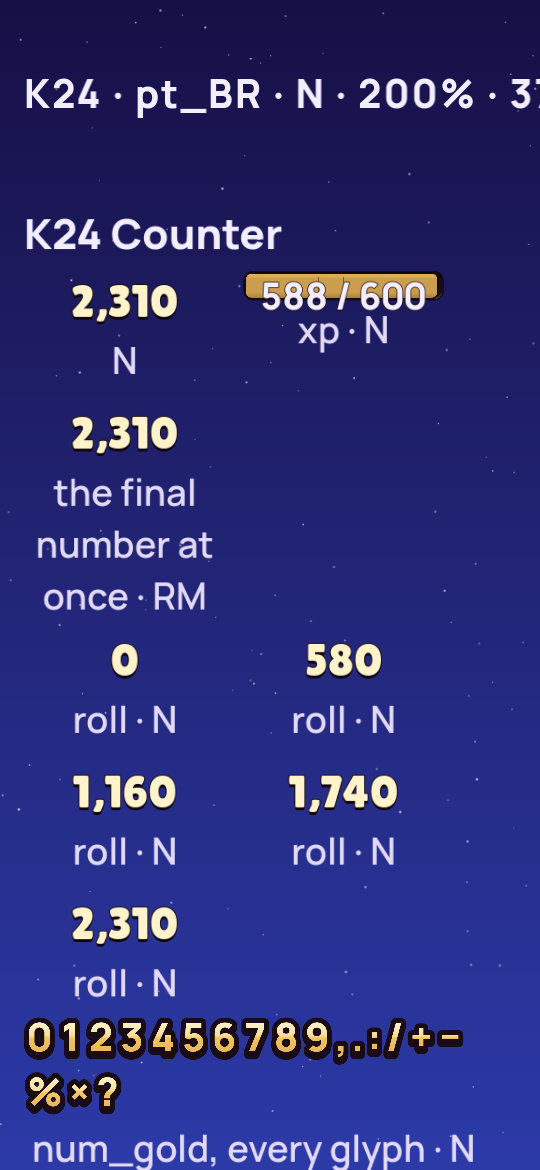 K24 · pt_BR · N · 200% · 37
K24 Counter
2,310
588 / 600
N
xp · N
2,310
the final
number at
once · RM
0
580
roll · N
roll · N
1,160
1,740
roll · N
roll · N
2,310
roll · N
0123456789,.:/+−
%×?
num_gold, every glyph · N